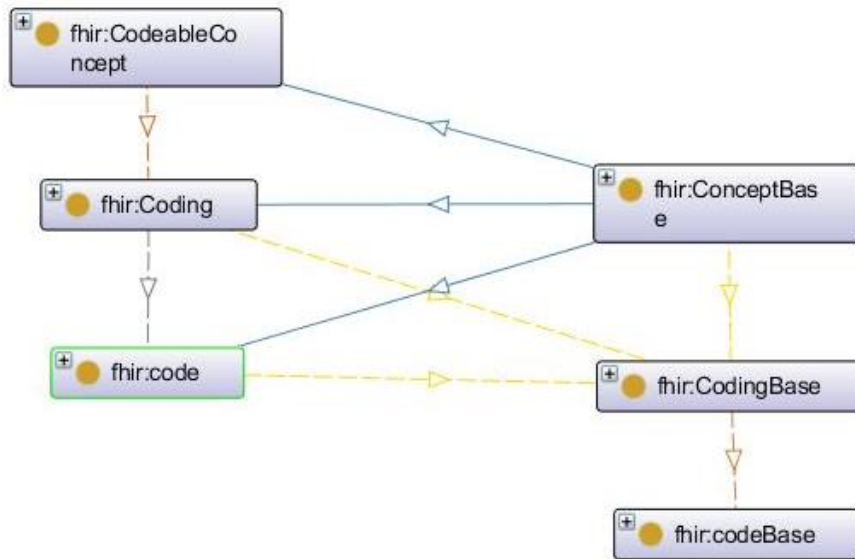 fhir:CodeableCo
ncept
fhir:Coding
fhir:ConceptBas
e
fhir:code
fhir:CodingBase
fhir:codeBase